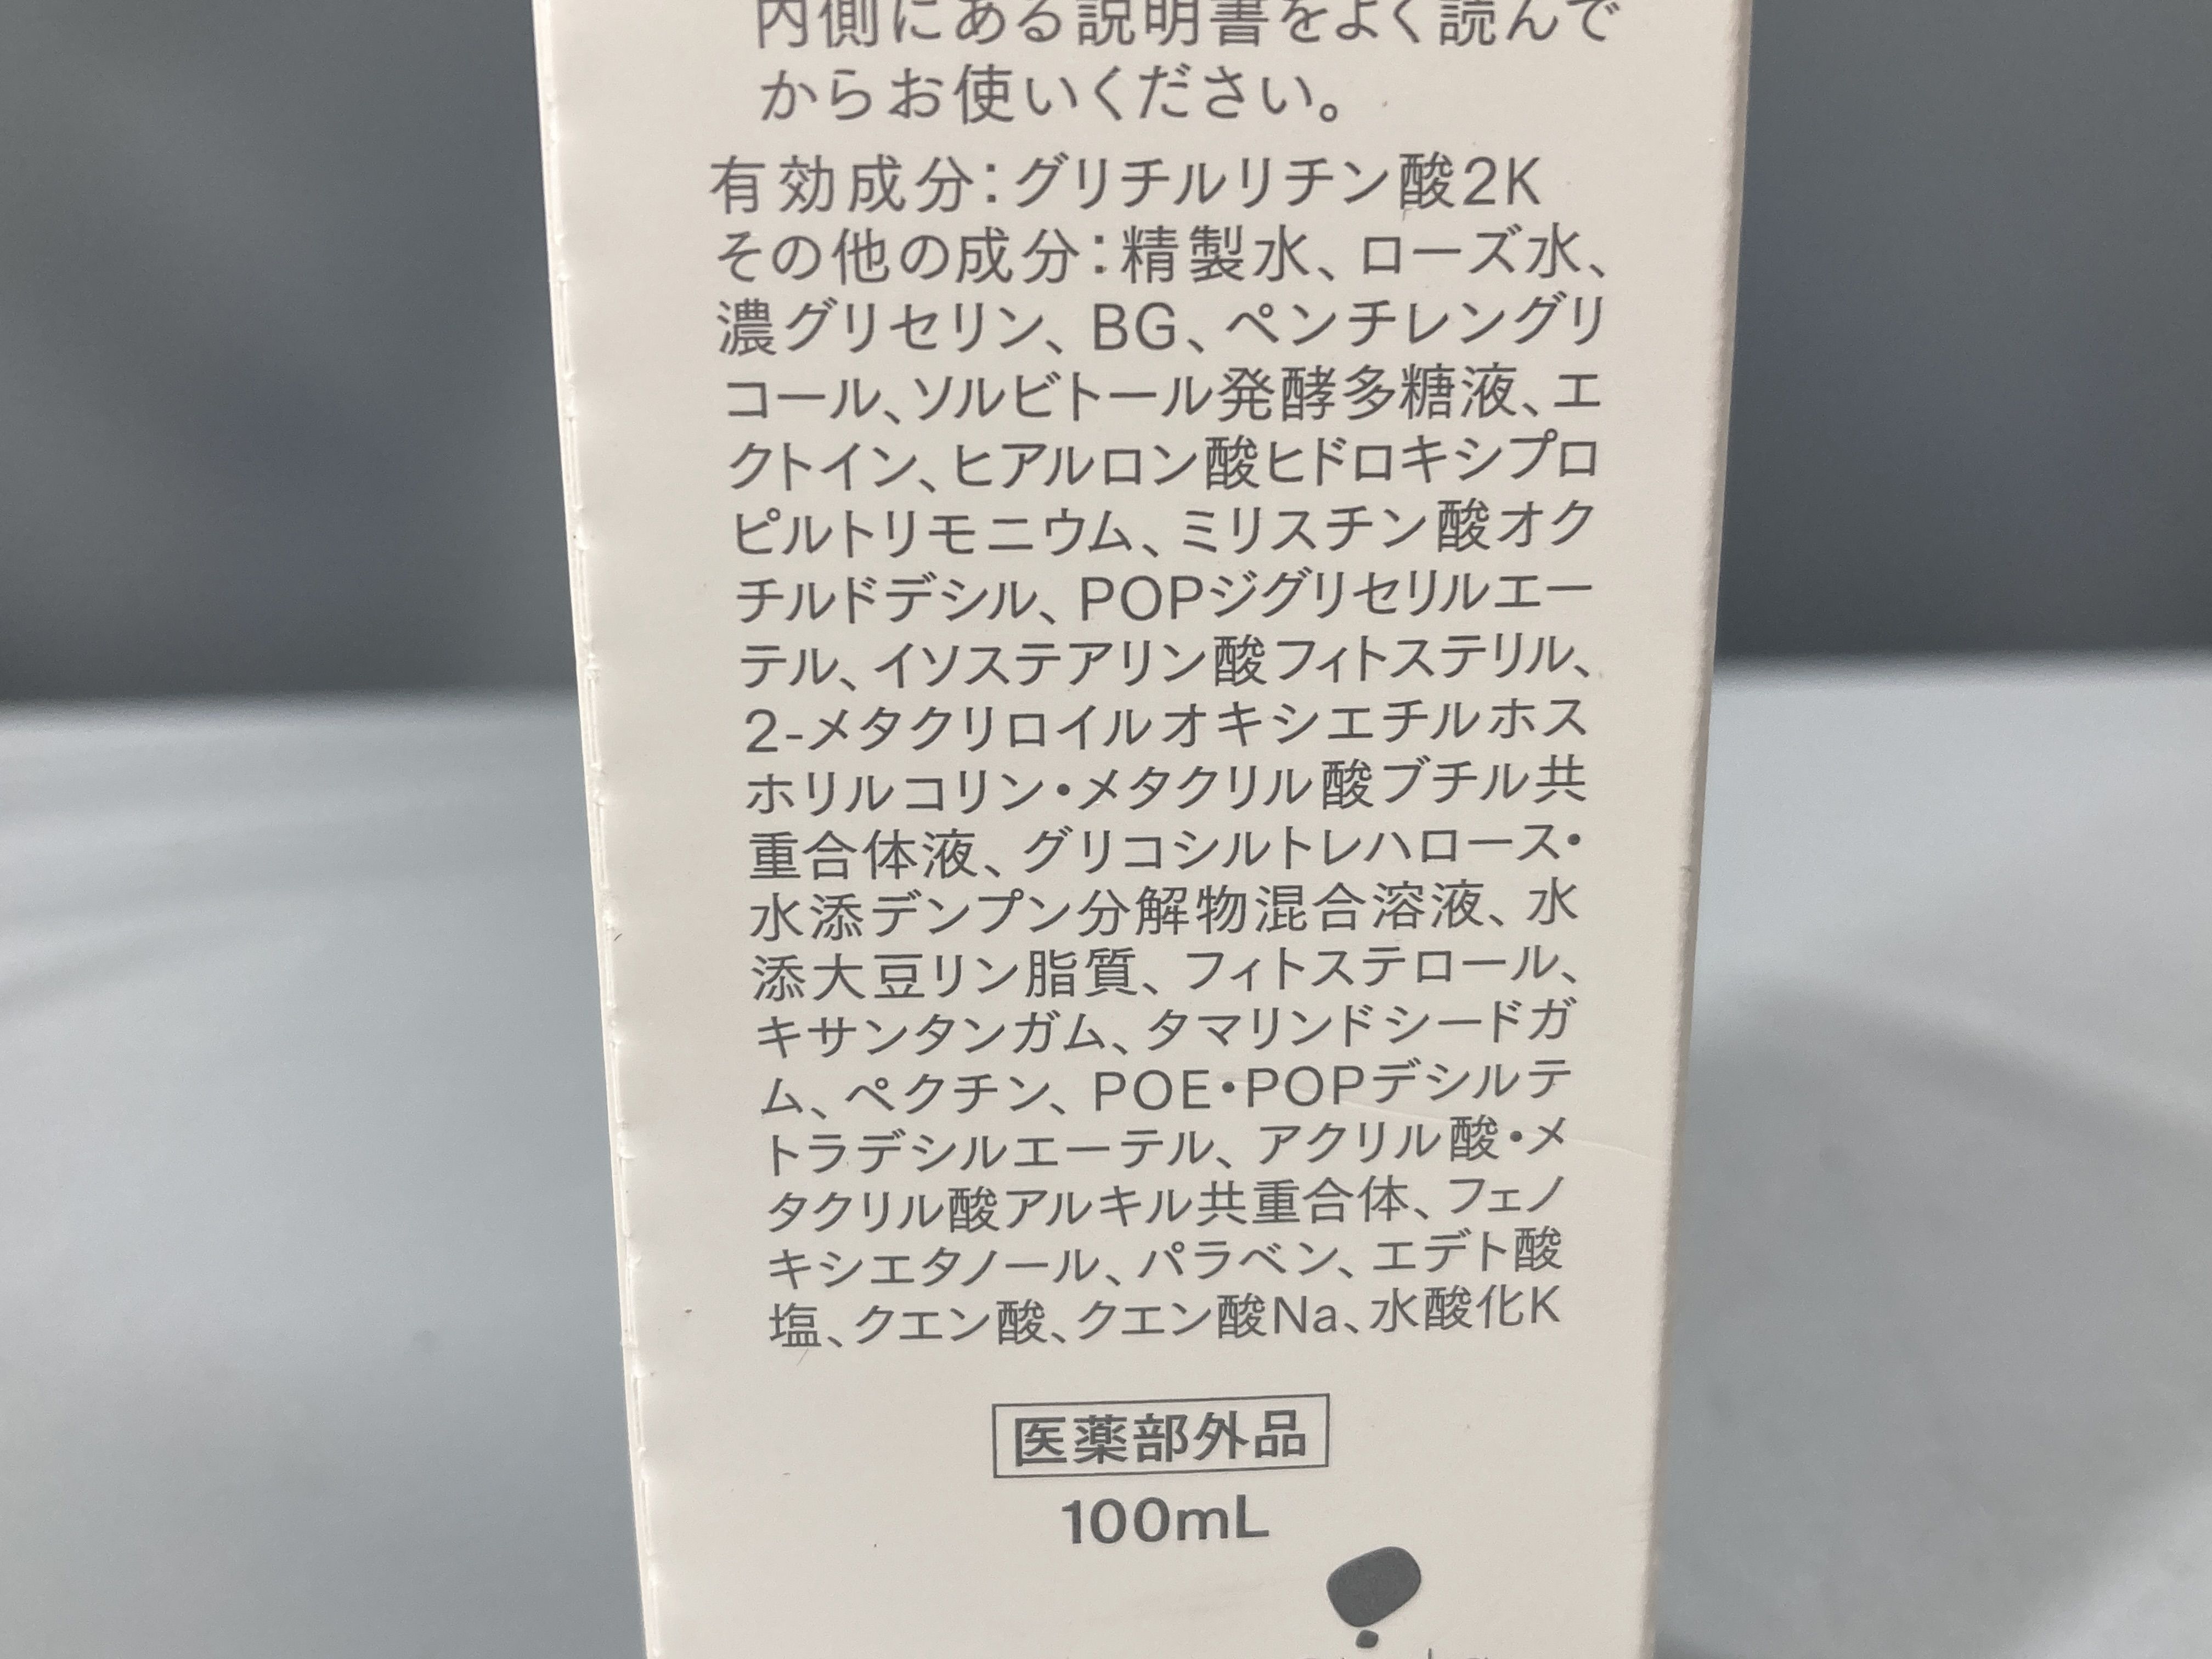 内側にある説明書をよく読んで
からお使いください。
有効成分：グリチルリチン酸2K
その他の成分：精製水、ローズ水、
濃グリセリン、BG、ペンチレングリ
コール、ソルビトール発酵多糖液、エ
クトイン、ヒアルロン酸ヒドロキシプロ
ピルトリモニウム、ミリスチン酸オク
チルドデシル、POPジグリセリルエー
テル、イソステアリン酸フィトステリル、
2-メタクリロイルオキシエチルホス
ホリルコリン・メタクリル酸ブチル共
重合体液、グリコシルトレハロース・
水添デンプン分解物混合溶液、水
添大豆リン脂質、フィトステロール、
キサンタンガム、タマリンドシードガ
ム、ペクチン、POE・POPデシルテ
トラデシルエーテル、アクリル酸・メ
タクリル酸アルキル共重合体、フェノ
キシエタノール、パラベン、エデト酸
塩、クエン酸、クエン酸Na、水酸化K
医薬部外品
100mL